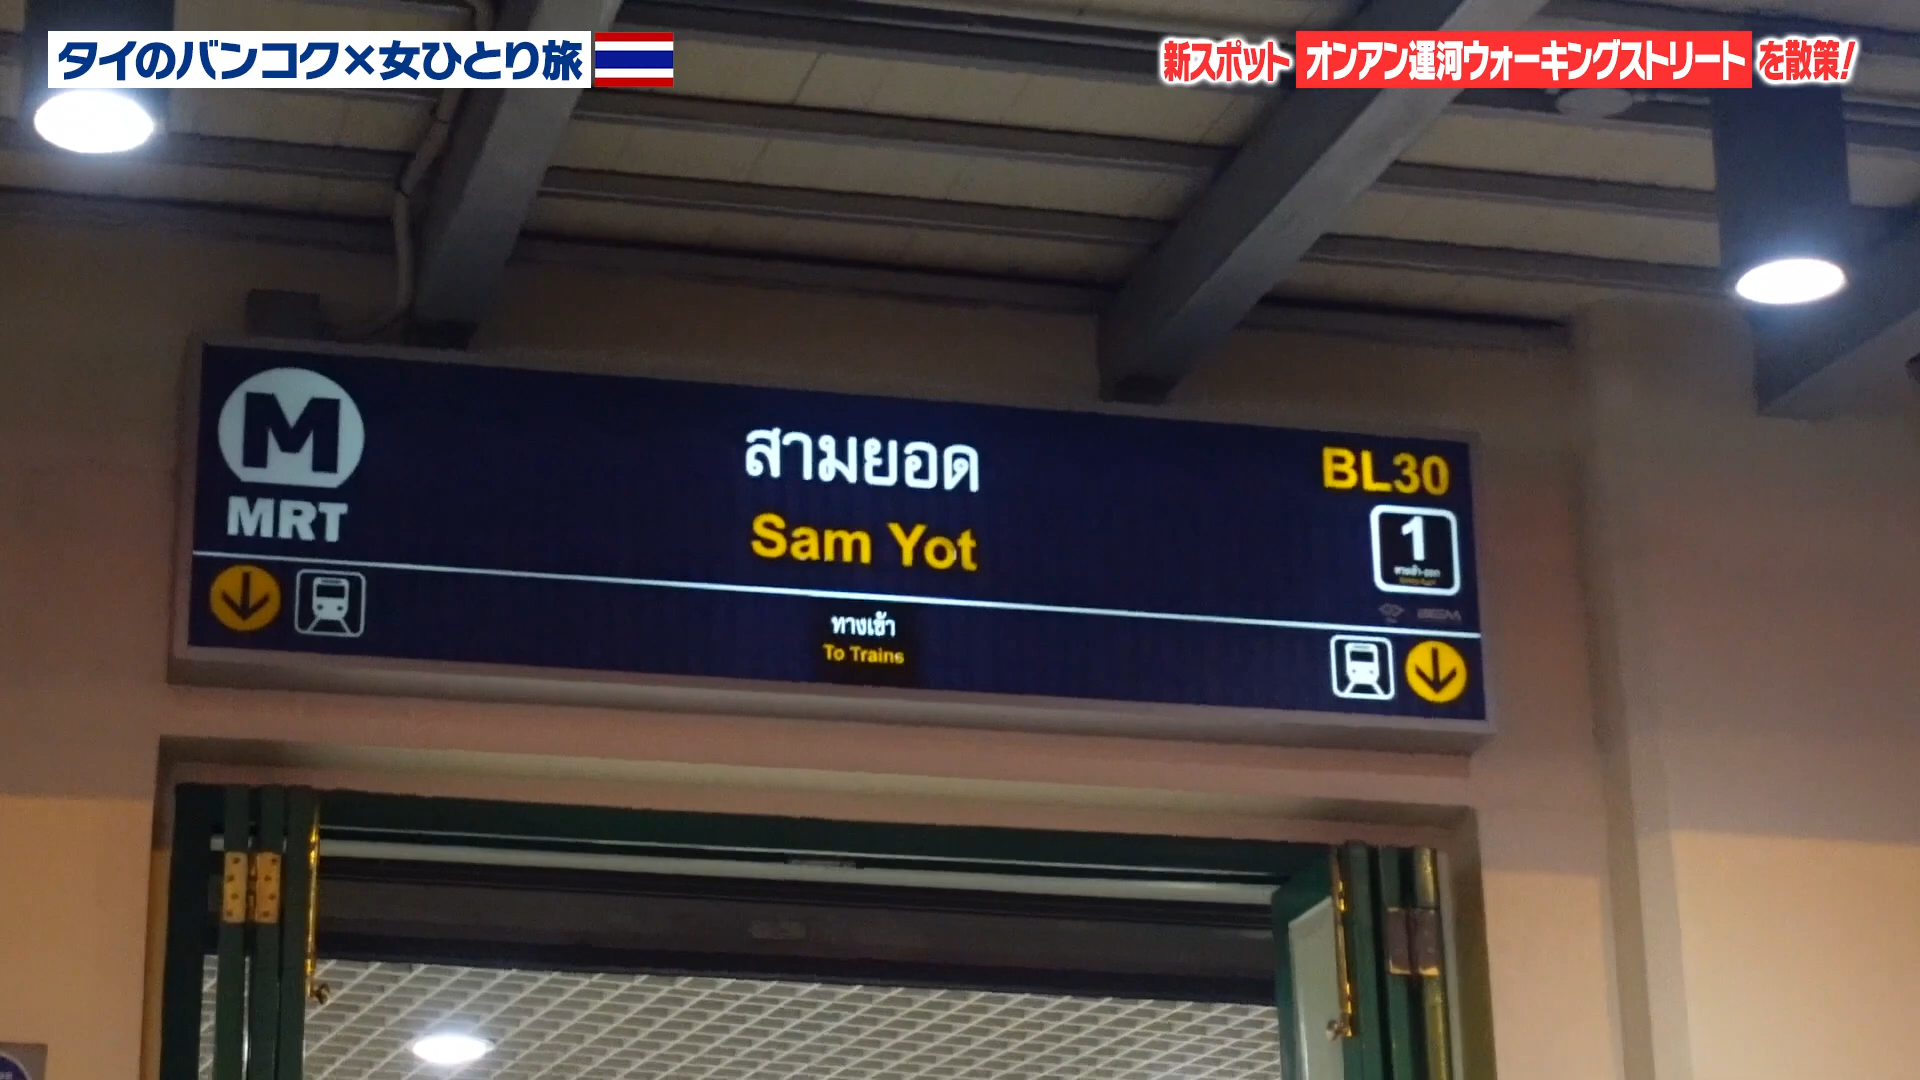 タイのバンコク×女ひとり旅
新スポット オンアン運河ウォーキングストリート を散策!
M
MRT
สามยอด
Sam Yot
BL30
1
ทางเข้า
To Trains